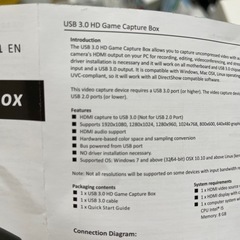 1 EN
OX
USB 3.0 HD Game Capture Box
Introduction
The USB 3.0 HD Game Capture Box allows you to capture uncompressed video with a
camera's HDMI output on your PC for recording, editing, videoconferencing, and
driver installation is necessary and it will work on all motherboard and USB 3.0
input and a USB 3.0 output. It is compatible with Windows, Mac OSX, Linux operating
UVC-compliant, so it will work with all DirectShow compatible software.
This video capture device requires a USB 3.0 port (or higher). The video capture device
USB 2.0 ports (or lower).
Features
HDMI capture to USB 3.0 (Not for USB 2.0 Port)
Supports 1920x1080, 1280x1024, 1280x960, 1024x768, 800x600, 640x480
HDMI audio support
Hardware-based color space and sampling conversion
Bus powered from USB port
NO driver installation necessary
Supported OS: Windows 7 and above (32/64-bit) OSX 10.10 and above Linux
Note: Not all resolutions will be supported on some devices with input bandwidth
Packaging contents
1 x USB 3.0 HD Game Capture Box
1 x USB 3.0 cable
1 x Quick Start Guide
System requirements
1 x HDMI video source
1 x HDMI display with
1 x computer system
CPU Intel®
Memory: 8 GB
Connection Diagram: